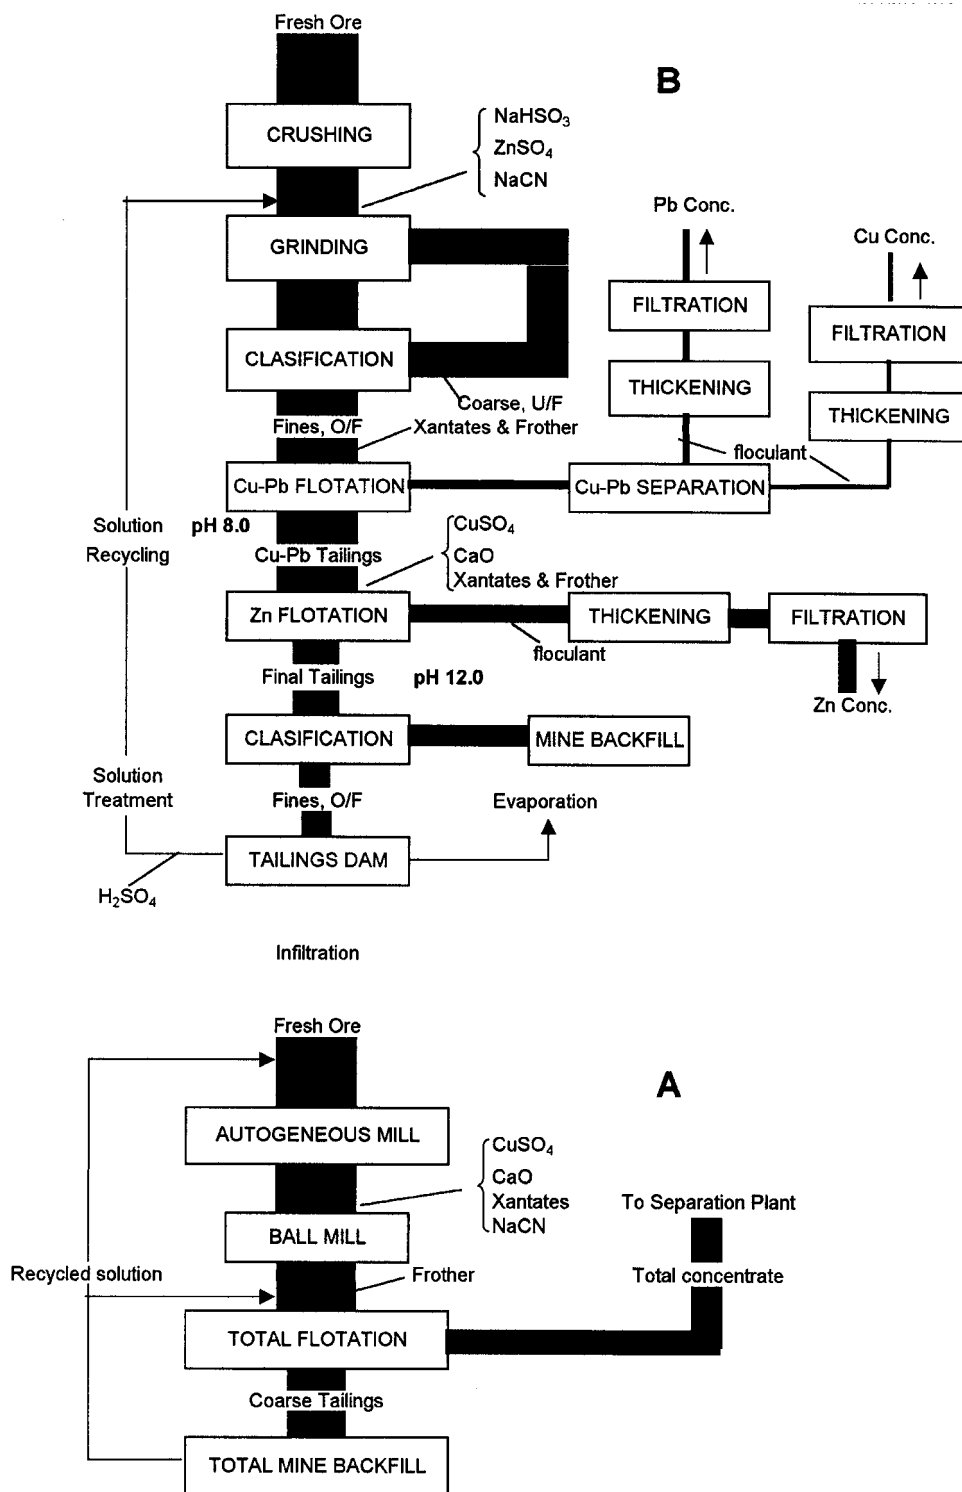 Fresh Ore
B
CRUSHING
NaHSO₃
ZnSO₄
NaCN
GRINDING
Pb Conc.
Cu Conc.
FILTRATION
FILTRATION
CLASIFICATION
THICKENING
THICKENING
Coarse, U/F
Fines, O/F
Xantates & Frother
floculant
Cu-Pb FLOTATION
Cu-Pb SEPARATION
Solution
Recycling
pH 8.0
CuSO₄
Cu-Pb Tailings
CaO
Xantates & Frother
Zn FLOTATION
THICKENING
FILTRATION
floculant
Final Tailings
pH 12.0
Zn Conc.
CLASIFICATION
MINE BACKFILL
Solution
Treatment
Fines, O/F
Evaporation
TAILINGS DAM
H₂SO₄
Infiltration
Fresh Ore
A
AUTOGENEOUS MILL
CuSO₄
CaO
Xantates
NaCN
To Separation Plant
BALL MILL
Recycled solution
Frother
Total concentrate
TOTAL FLOTATION
Coarse Tailings
TOTAL MINE BACKFILL